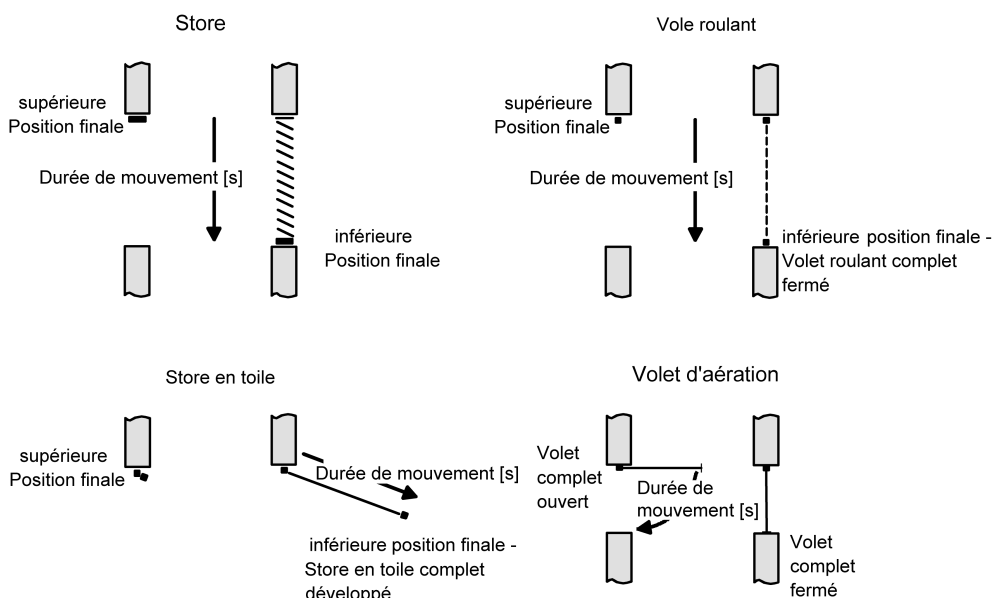 Store
supérieure
Position finale
Durée de mouvement [s]
inférieure
Position finale
Vole roulant
supérieure
Position finale
Durée de mouvement [s]
inférieure position finale -
Volet roulant complet
fermé
Store en toile
supérieure
Position finale
Durée de mouvement [s]
inférieure position finale -
Store en toile complet
développé
Volet d'aération
Volet
complet
ouvert
Durée de
mouvement [s]
Volet
complet
fermé